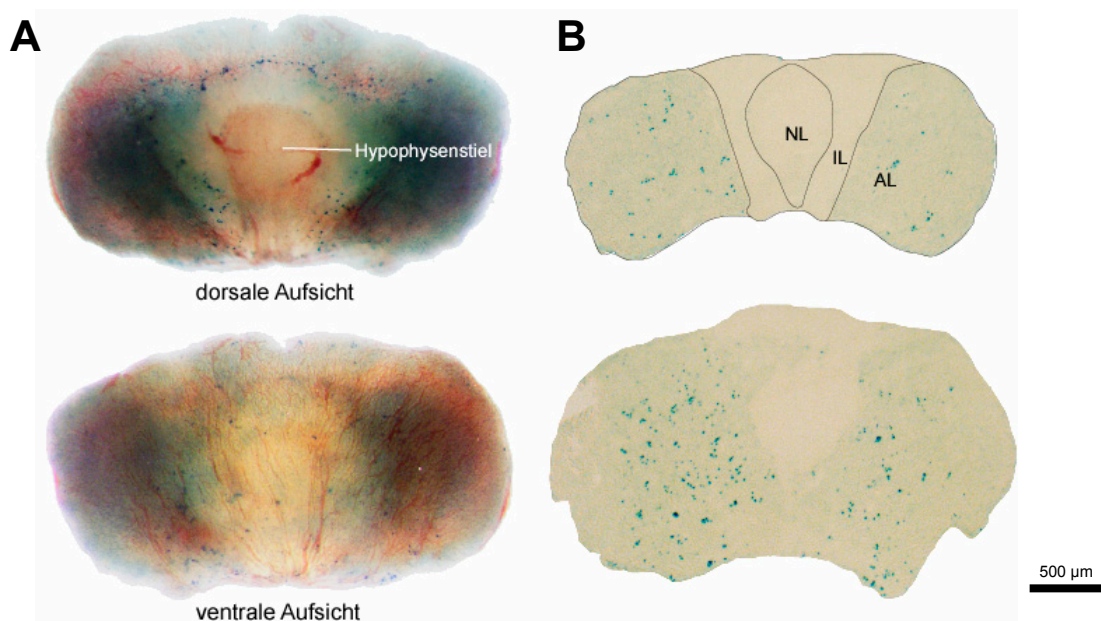 A
B
Hypophysenstiel
NL
IL
AL
dorsale Aufsicht
500 µm
ventrale Aufsicht